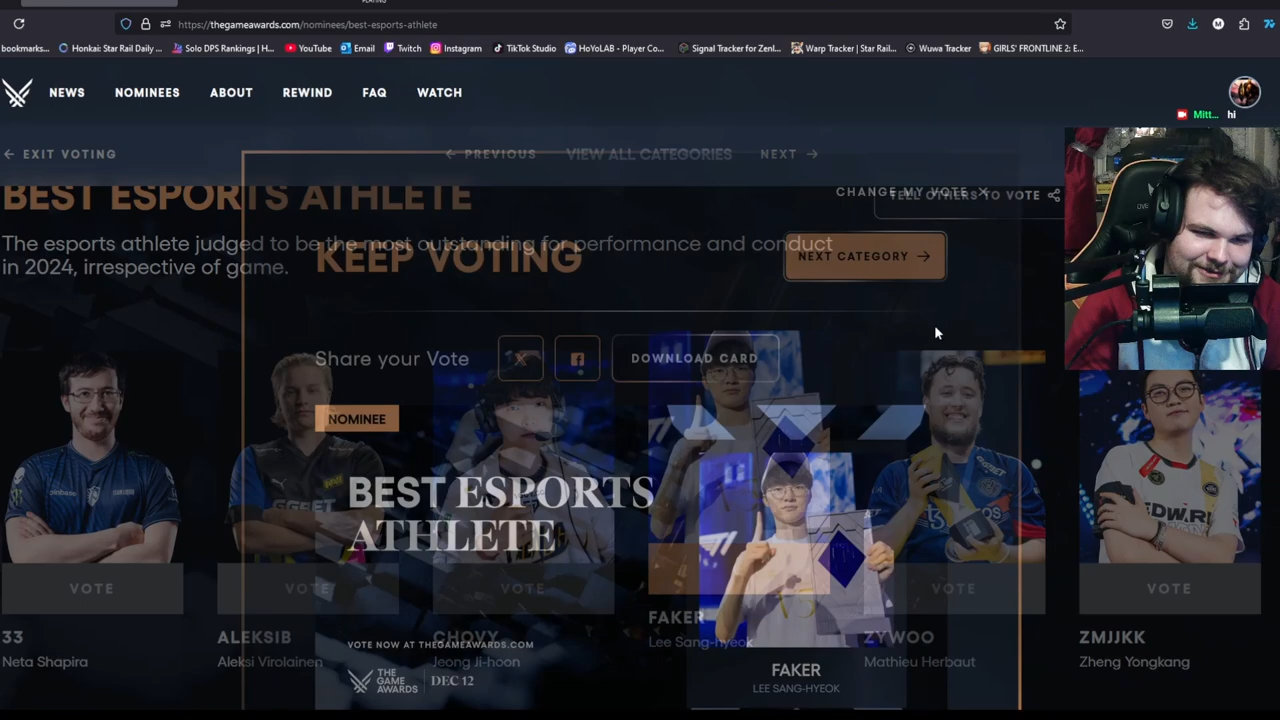 PLAYING
https://thegameawards.com/nominees/best-esports-athlete
bookmarks... Honkai: Star Rail Daily ... Solo DPS Rankings | H... YouTube Email Twitch Instagram TikTok Studio HoYoLAB - Player Co... Signal Tracker for Zenl... Warp Tracker | Star Rail... Wuwa Tracker GIRLS' FRONTLINE 2: E...
NEWS NOMINEES ABOUT REWIND FAQ WATCH
Mitt... hi
← EXIT VOTING ← PREVIOUS VIEW ALL CATEGORIES NEXT →
BEST ESPORTS ATHLETE
CHANGE MY VOTE ×
TELL OTHERS TO VOTE
The esports athlete judged to be the most outstanding for performance and conduct
in 2024, irrespective of game.
KEEP VOTING
NEXT CATEGORY →
Share your Vote DOWNLOAD CARD
NOMINEE
BEST ESPORTS
ATHLETE
VOTE VOTE VOTE VOTE VOTE
33 ALEKSIB CHOVY FAKER ZYWOO ZMJJKK
Neta Shapira Aleksi Virolainen Jeong Ji-hoon Lee Sang-hyeok Mathieu Herbaut Zheng Yongkang
VOTE NOW AT THEGAMEAWARDS.COM
THE
GAME
AWARDS
DEC 12
FAKER
LEE SANG-HYEOK